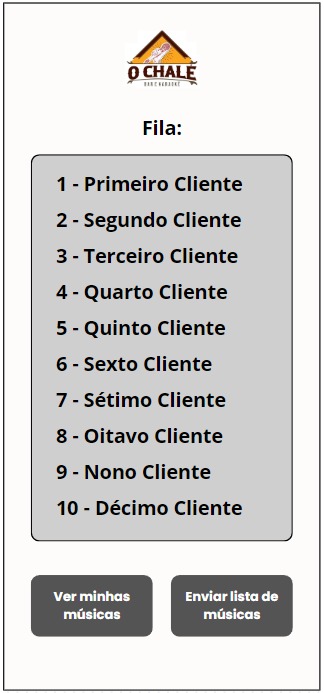 O CHALÉ
BAR E KARAOKÊ
Fila:
1 - Primeiro Cliente
2 - Segundo Cliente
3 - Terceiro Cliente
4 - Quarto Cliente
5 - Quinto Cliente
6 - Sexto Cliente
7 - Sétimo Cliente
8 - Oitavo Cliente
9 - Nono Cliente
10 - Décimo Cliente
Ver minhas
músicas
Enviar lista de
músicas